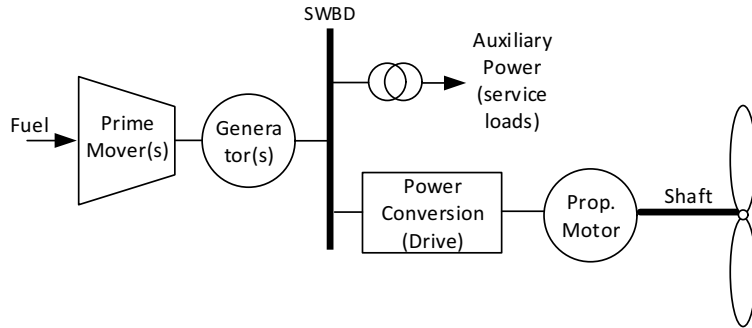 SWBD
Auxiliary
Power
(service
loads)
Fuel
Prime
Mover(s)
Genera
tor(s)
Power
Conversion
(Drive)
Prop.
Motor
Shaft